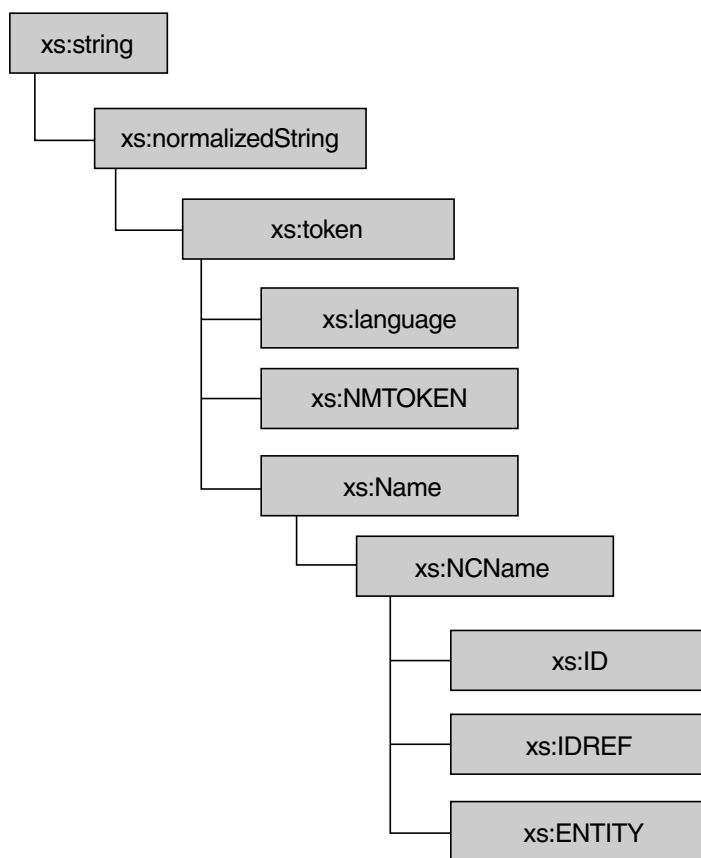 xs:string
xs:normalizedString
xs:token
xs:language
xs:NMTOKEN
xs:Name
xs:NCName
xs:ID
xs:IDREF
xs:ENTITY